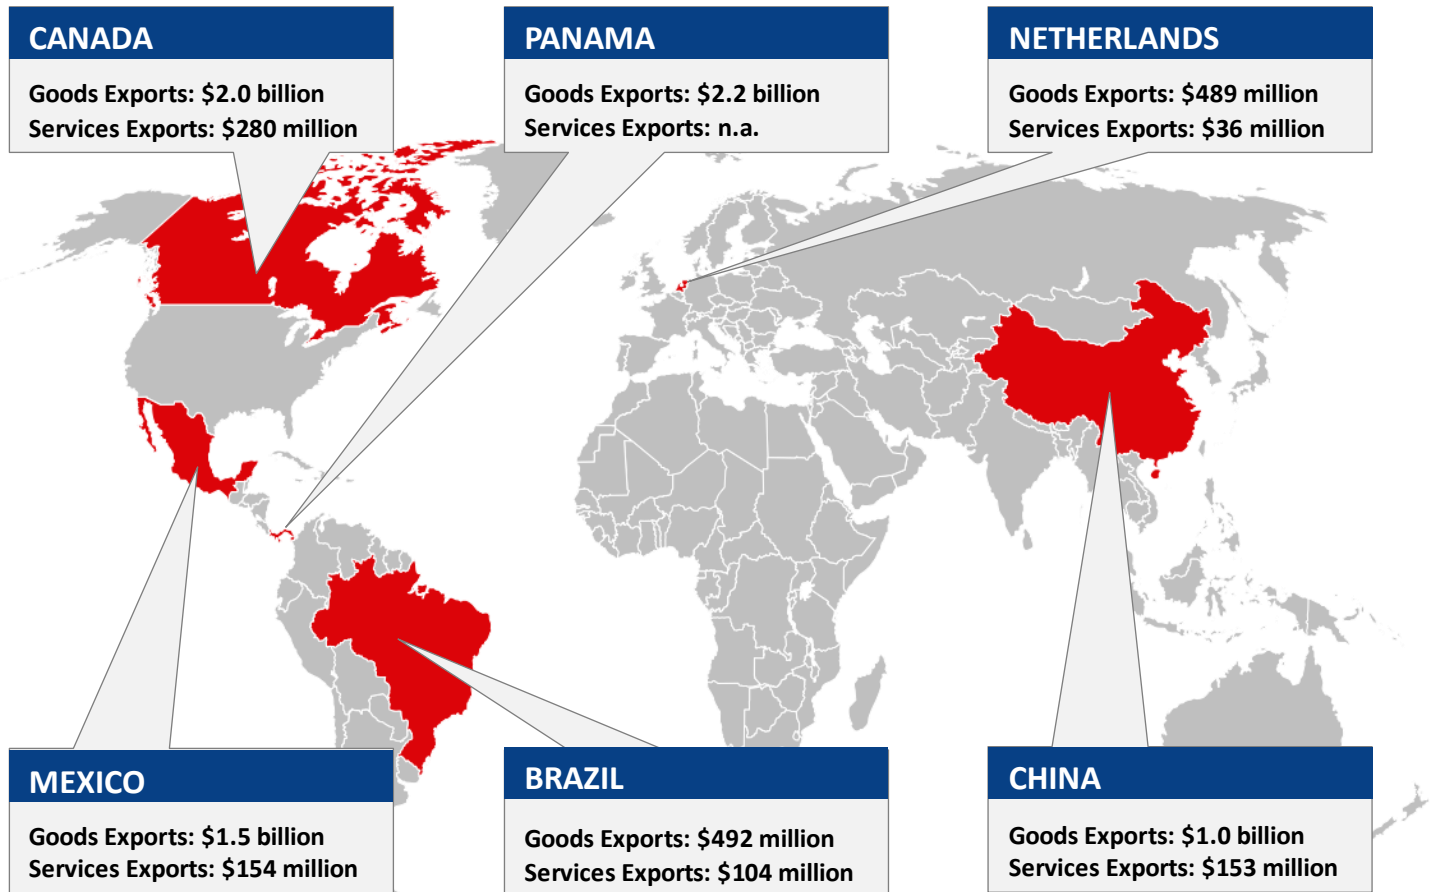 CANADA
Goods Exports: $2.0 billion
Services Exports: $280 million
PANAMA
Goods Exports: $2.2 billion
Services Exports: n.a.
NETHERLANDS
Goods Exports: $489 million
Services Exports: $36 million
MEXICO
Goods Exports: $1.5 billion
Services Exports: $154 million
BRAZIL
Goods Exports: $492 million
Services Exports: $104 million
CHINA
Goods Exports: $1.0 billion
Services Exports: $153 million